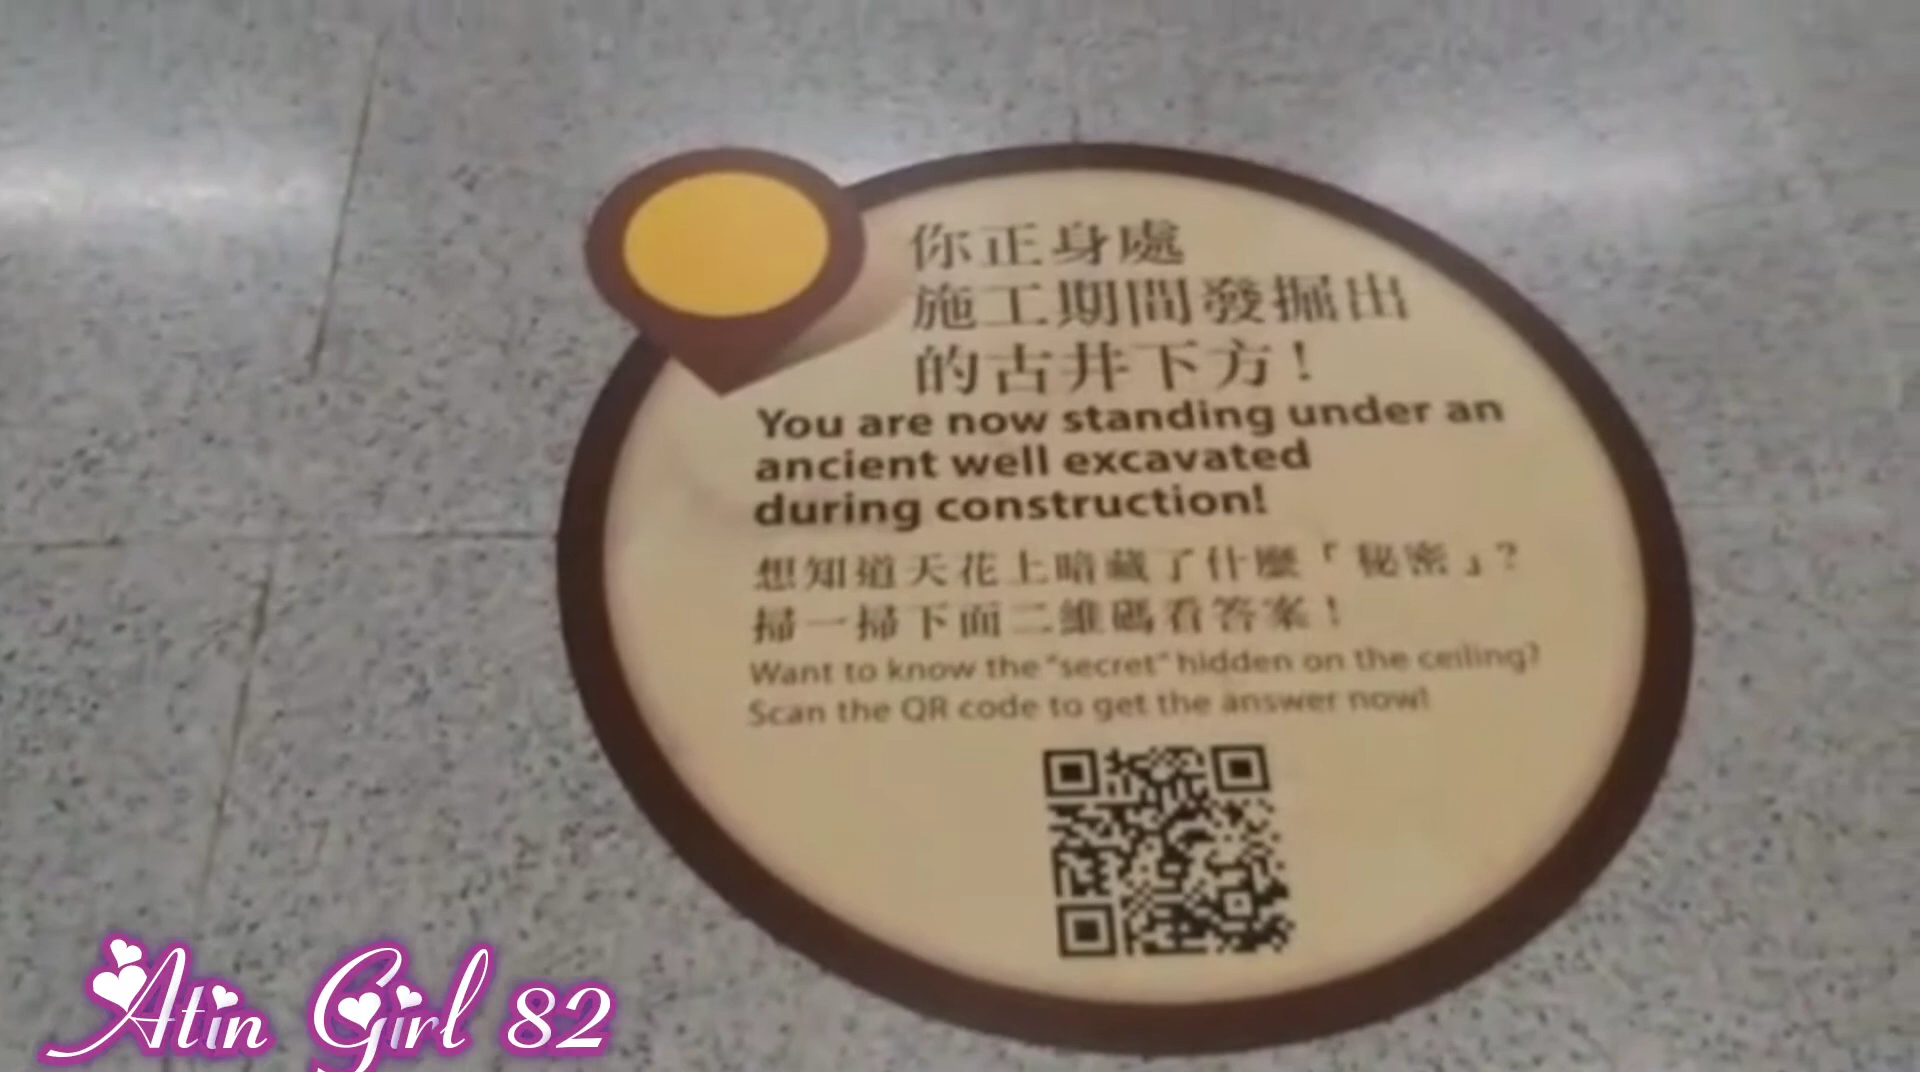 你正身處
施工期間發掘出
的古井下方！
You are now standing under an
ancient well excavated
during construction!
想知道天花上暗藏了什麼「秘密」?
掃一掃下面二維碼看答案！
Want to know the "secret" hidden on the ceiling?
Scan the QR code to get the answer now!
Atin Girl 82